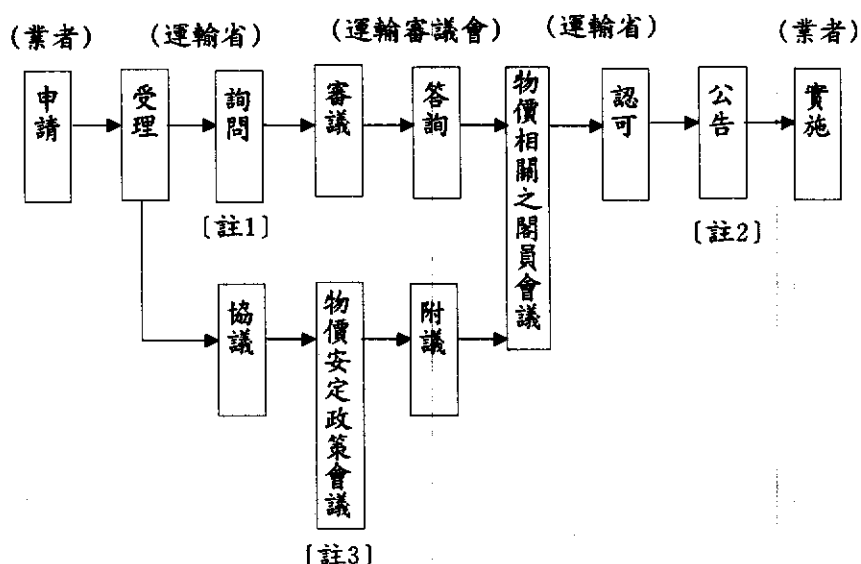 (業者)
(運輸省)
(運輸審議會)
(運輸省)
(業者)
申請
受理
詢問
審議
答詢
物價相關之閣員會議
認可
公告
實施
〔註1〕
〔註2〕
協議
物價安定政策會議
附議
〔註3〕